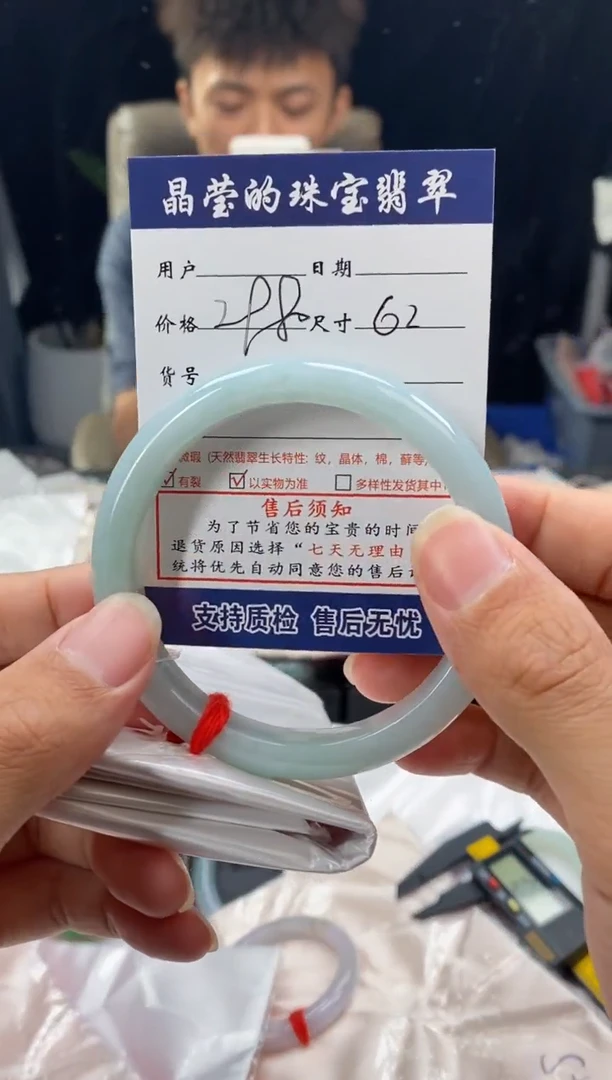 晶莹的珠宝翡翠
用户 日期
价格 尺寸 62
货号
微瑕 (天然翡翠生长特性: 纹, 晶体, 棉, 藓等,
有裂 以实物为准 多样性发货其中
售后须知
为了节省您的宝贵的时间
退货原因选择“七天无理由
统将优先自动同意您的售后
支持质检 售后无忧